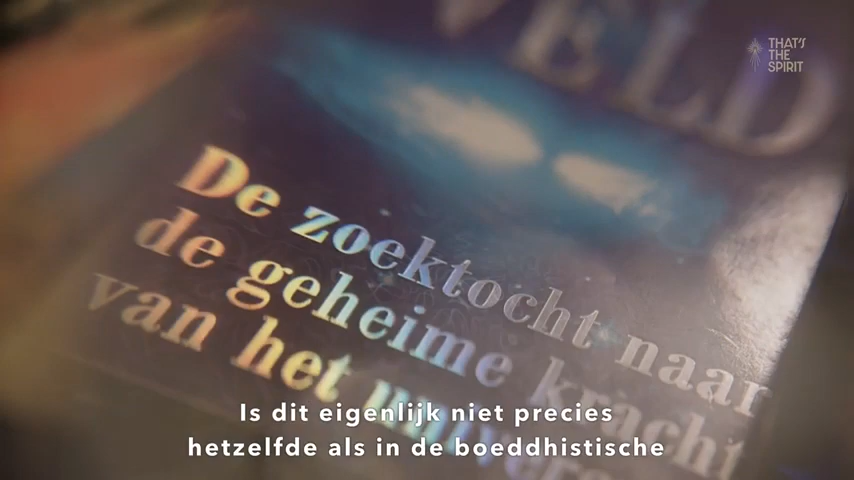 VELD
THAT'S
THE
SPIRIT.
De zoektocht naar
de geheime kracht
van het
Is dit eigenlijk niet precies
hetzelfde als in de boeddhistische